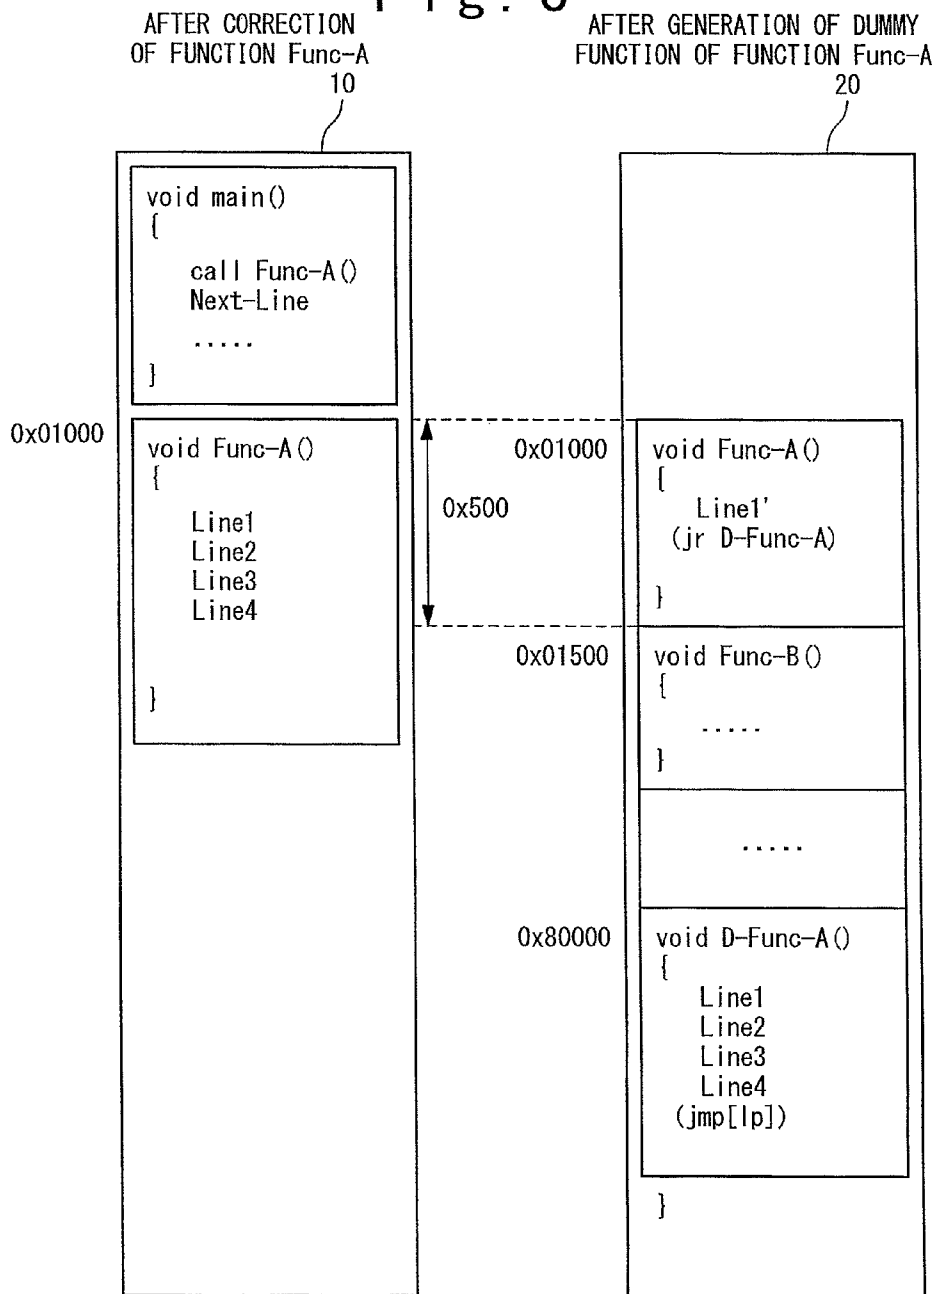 Fig. 6
AFTER CORRECTION
OF FUNCTION Func-A
10
void main()
{
call Func-A()
Next-Line
.....
}
0x01000
void Func-A()
{
Line1
Line2
Line3
Line4
}
0x500
AFTER GENERATION OF DUMMY
FUNCTION OF FUNCTION Func-A
20
0x01000
void Func-A()
{
Line1'
(jr D-Func-A)
}
0x01500
void Func-B()
{
.....
}
.....
0x80000
void D-Func-A()
{
Line1
Line2
Line3
Line4
(jmp[lp])
}